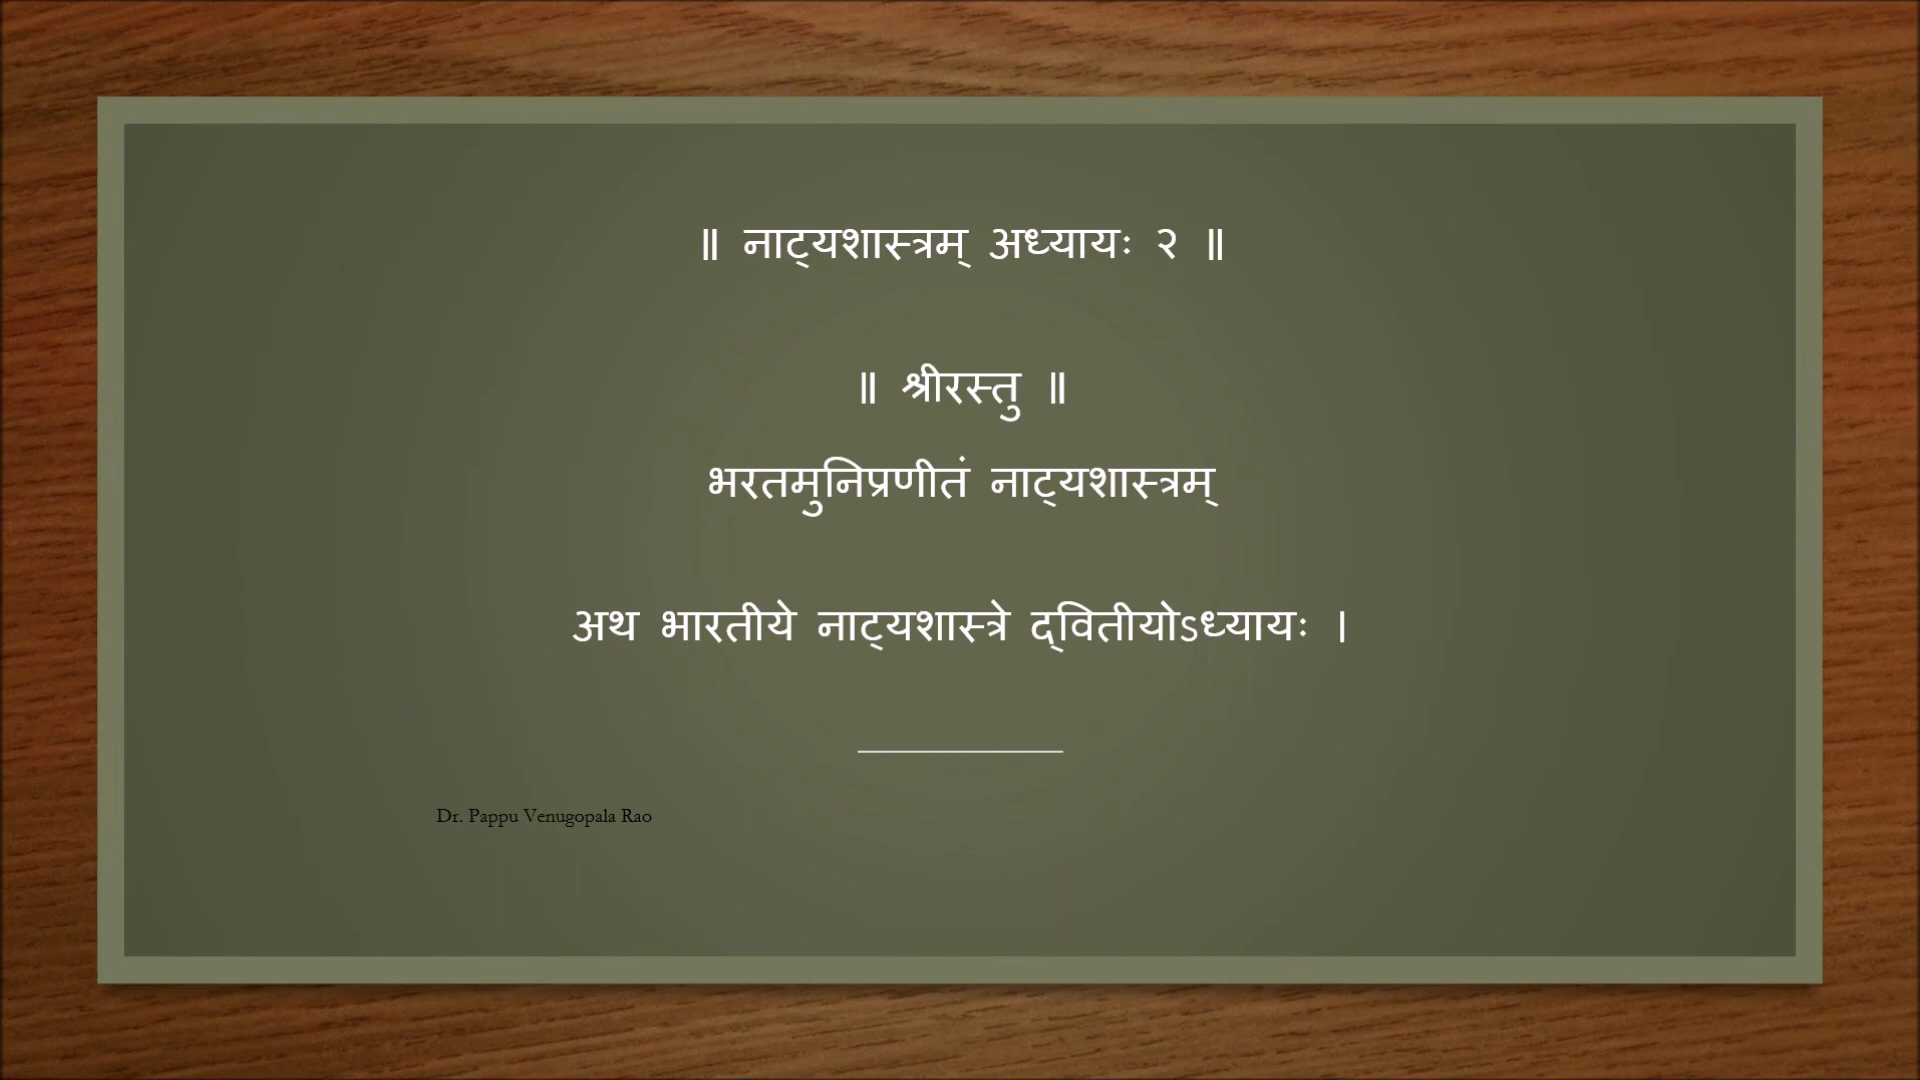 ॥ नाट्यशास्त्रम् अध्यायः २ ॥
॥ श्रीरस्तु ॥
भरतमुनिप्रणीतं नाट्यशास्त्रम्
अथ भारतीये नाट्यशास्त्रे द्वितीयोऽध्यायः ।
Dr. Pappu Venugopala Rao